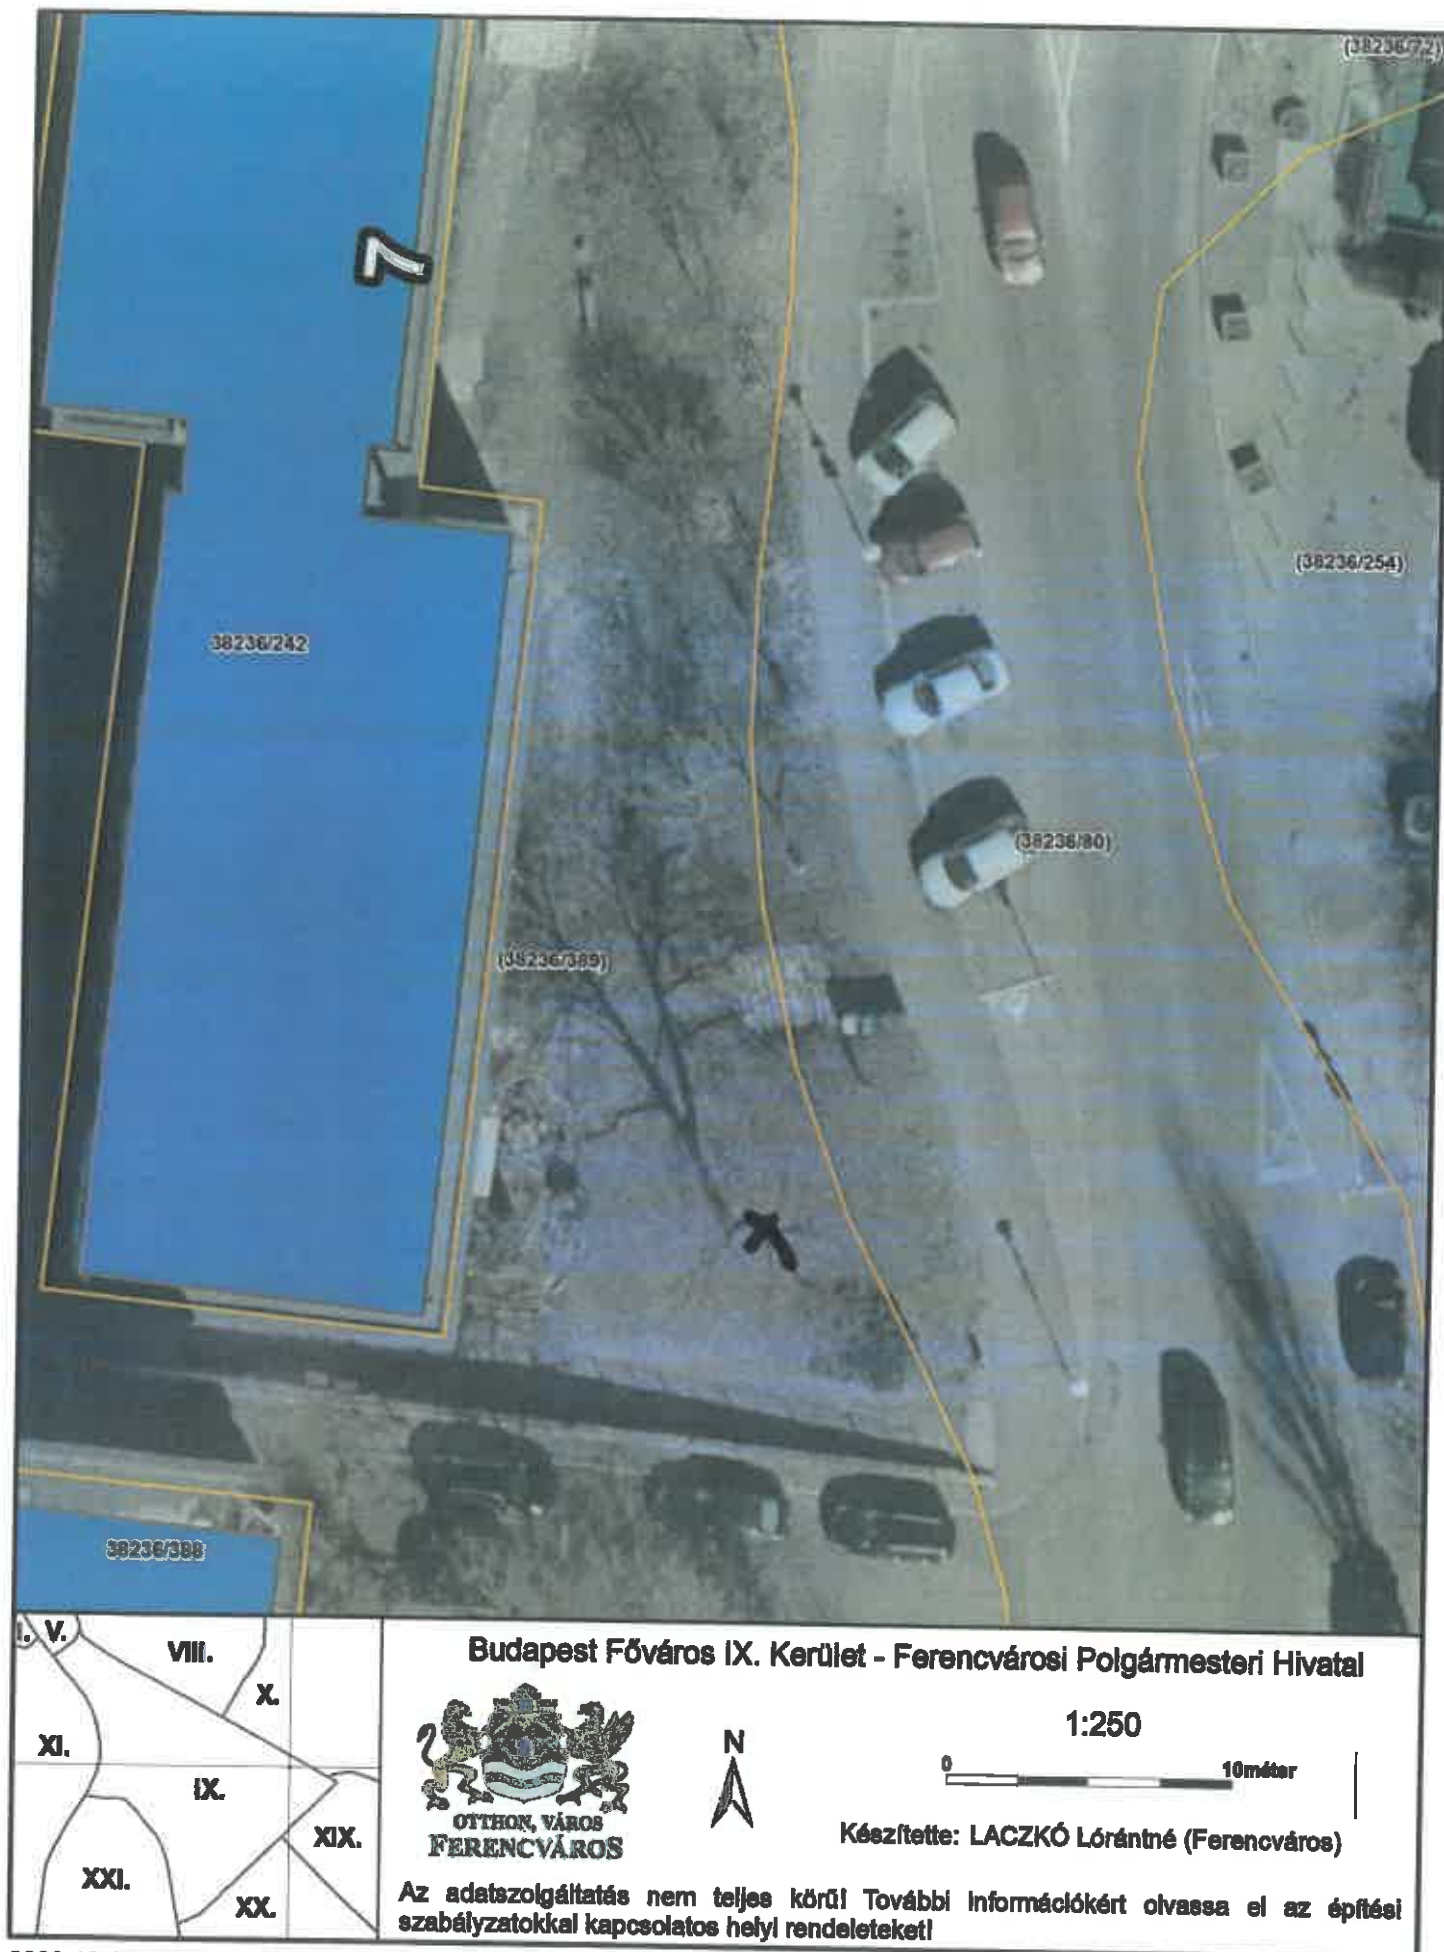 (38236/72)
7
(38236/254)
38236/242
(38236/80)
(38236/389)
38236/388
I. V.
VIII.
X.
XI.
IX.
XIX.
XXI.
XX.
Budapest Főváros IX. Kerület - Ferencvárosi Polgármesteri Hivatal
OTTHON, VÁROS
FERENCVÁROS
N
1:250
0 10méter
Készítette: LACZKÓ Lórántné (Ferencváros)
Az adatszolgáltatás nem teljes körű! További információkért olvassa el az építési
szabályzatokkal kapcsolatos helyi rendeleteket!